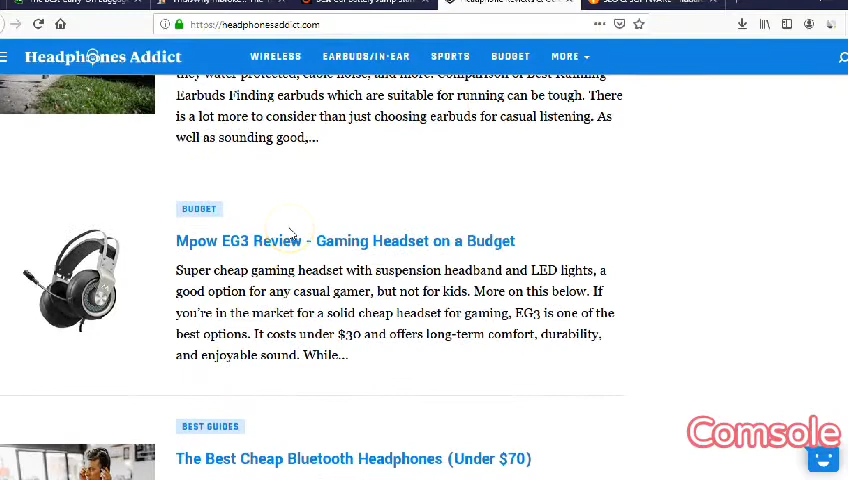 https://headphonesaddict.com
Headphones Addict
WIRELESS EARBUDS/IN-EAR SPORTS BUDGET MORE
they water protected, cable noise, and more. Comparison of Best Running
Earbuds Finding earbuds which are suitable for running can be tough. There
is a lot more to consider than just choosing earbuds for casual listening. As
well as sounding good,...
BUDGET
Mpow EG3 Review - Gaming Headset on a Budget
Super cheap gaming headset with suspension headband and LED lights, a
good option for any casual gamer, but not for kids. More on this below. If
you're in the market for a solid cheap headset for gaming, EG3 is one of the
best options. It costs under $30 and offers long-term comfort, durability,
and enjoyable sound. While...
BEST GUIDES
Comsole
The Best Cheap Bluetooth Headphones (Under $70)